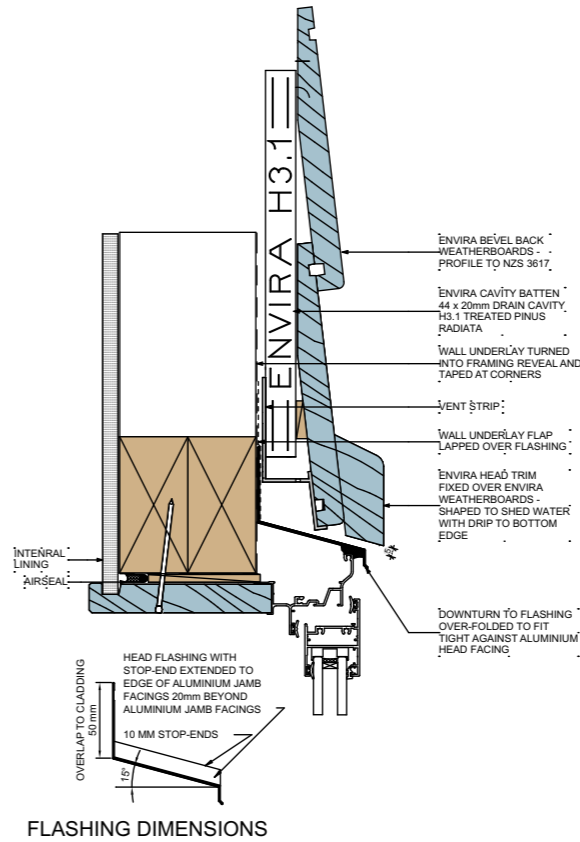 ENVIRA H3.1
ENVIRA BEVEL BACK
WEATHERBOARDS -
PROFILE TO NZS 3617
ENVIRA CAVITY BATTEN
44 x 20mm DRAIN CAVITY
H3.1 TREATED PINUS
RADIATA
WALL UNDERLAY TURNED
INTO FRAMING REVEAL AND
TAPED AT CORNERS
VENT STRIP
WALL UNDERLAY FLAP
LAPPED OVER FLASHING
ENVIRA HEAD TRIM
FIXED OVER ENVIRA
WEATHERBOARDS -
SHAPED TO SHED WATER
WITH DRIP TO BOTTOM
EDGE
5
INTENRAL
LINING
AIRSEAL
DOWNTURN TO FLASHING
OVER-FOLDED TO FIT
TIGHT AGAINST ALUMINIUM
HEAD FACING
HEAD FLASHING WITH
STOP-END EXTENDED TO
EDGE OF ALUMINIUM JAMB
FACINGS 20mm BEYOND
ALUMINIUM JAMB FACINGS
10 MM STOP-ENDS
OVERLAP TO CLADDING
50 mm
15°
FLASHING DIMENSIONS